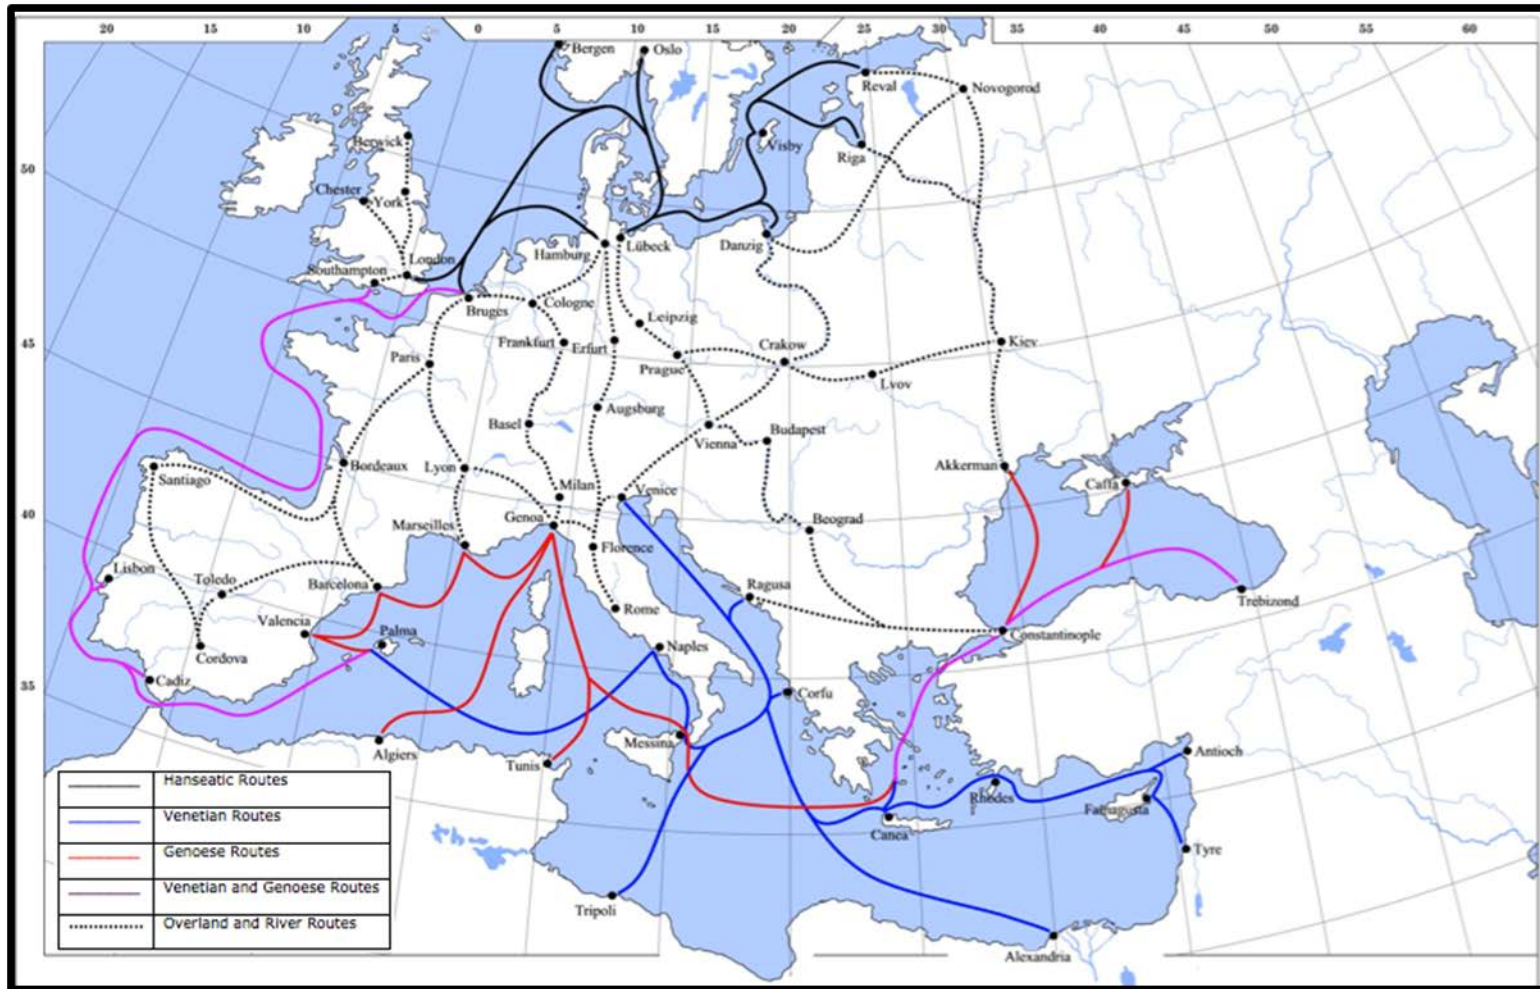 20 15 10 5 0 5 10 15 20 25 30 35 40 45 50 55 60
50
45
40
35
Bergen
Oslo
Reval
Novogorod
Berwick
Visby
Riga
Chester
York
Hamburg
Lübeck
Danzig
London
Southampton
Bruges
Cologne
Leipzig
Frankfurt
Erfurt
Crakow
Kiev
Paris
Prague
Lvov
Augsburg
Basel
Vienna
Budapest
Bordeaux
Lyon
Akkerman
Santiago
Milan
Venice
Caffa
Genoa
Marseilles
Beograd
Florence
Lisbon
Toledo
Barcelona
Ragusa
Rome
Trebizond
Valencia
Palma
Constantinople
Naples
Cordova
Cadiz
Corfu
Messina
Algiers
Tunis
Antioch
Rhodes
Famagusta
Canea
Tyre
Tripoli
Alexandria
Hanseatic Routes
Venetian Routes
Genoese Routes
Venetian and Genoese Routes
Overland and River Routes